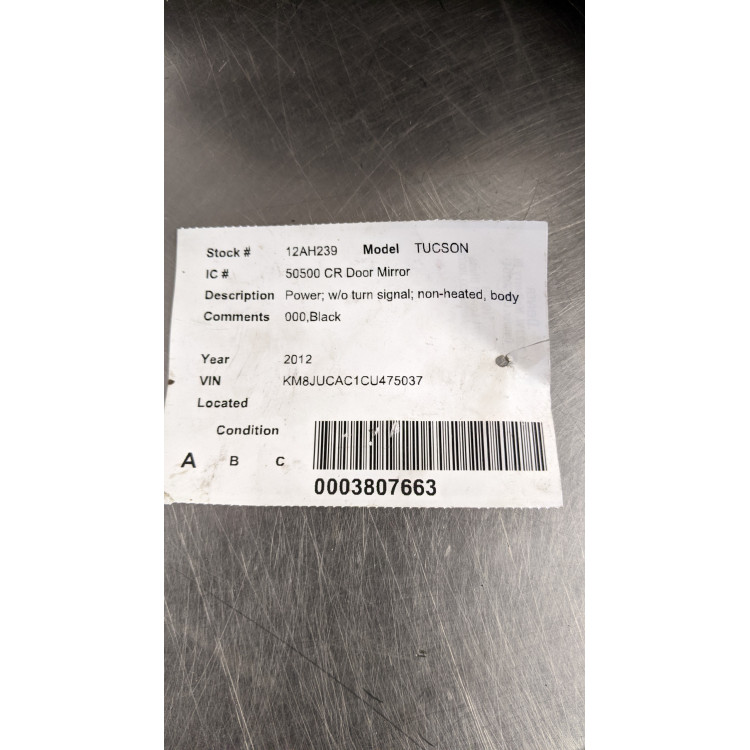 Stock # 12AH239 Model TUCSON
IC # 50500 CR Door Mirror
Description Power; w/o turn signal; non-heated, body
Comments 000,Black
Year 2012
VIN KM8JUCAC1CU475037
Located
Condition
A B C
0003807663